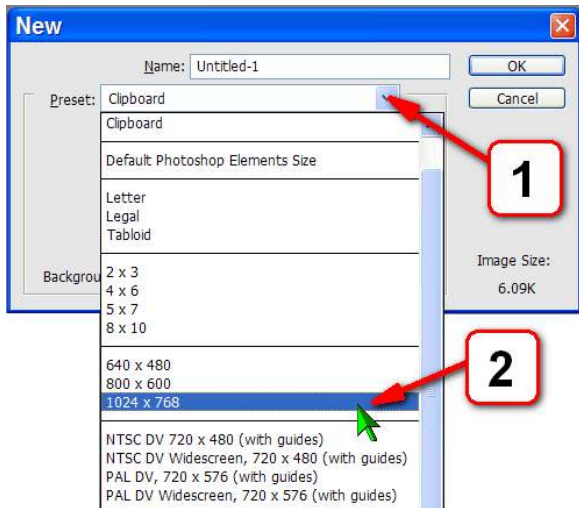 New
Name: Untitled-1
OK
Preset: Clipboard
Cancel
Clipboard
Default Photoshop Elements Size
1
Letter
Legal
Tabloid
Image Size:
6.09K
Backgrou
2 x 3
4 x 6
5 x 7
8 x 10
640 x 480
800 x 600
1024 x 768
2
NTSC DV 720 x 480 (with guides)
NTSC DV Widescreen, 720 x 480 (with guides)
PAL DV, 720 x 576 (with guides)
PAL DV Widescreen, 720 x 576 (with guides)